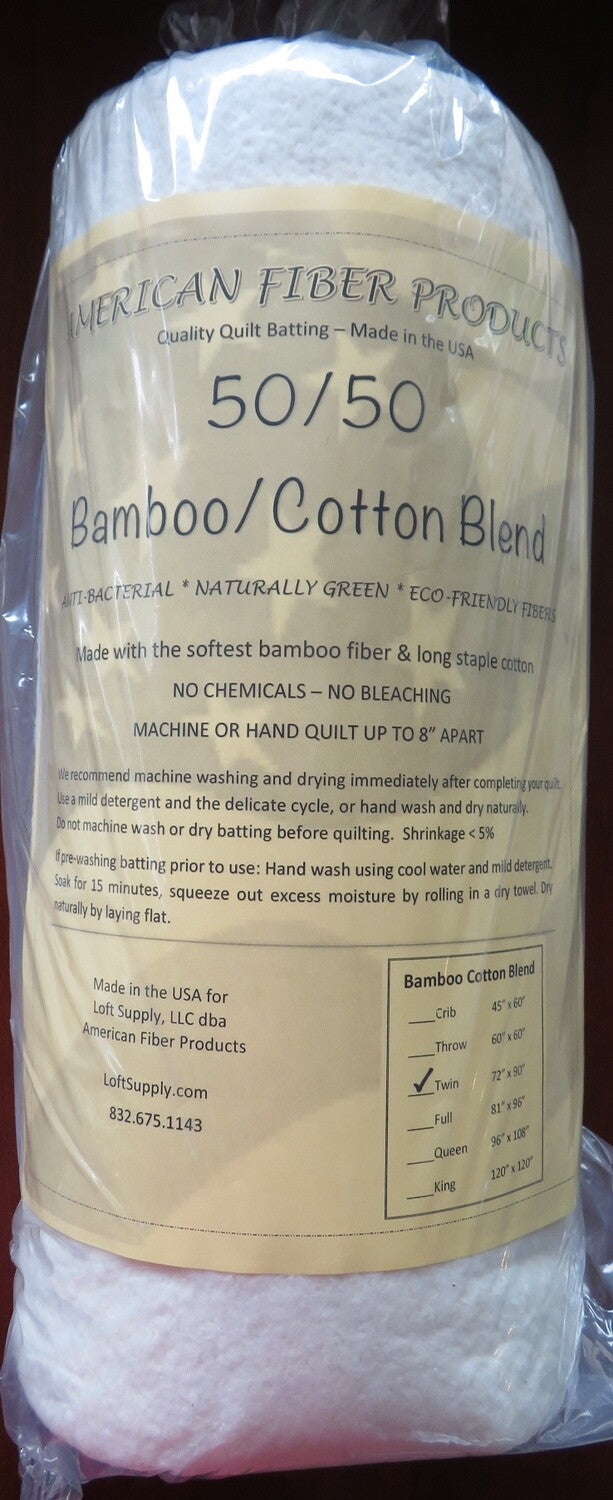 AMERICAN FIBER PRODUCTS
Quality Quilt Batting – Made in the USA
50/50
Bamboo/Cotton Blend
ANTI-BACTERIAL * NATURALLY GREEN * ECO-FRIENDLY FIBERS
Made with the softest bamboo fiber & long staple cotton
NO CHEMICALS – NO BLEACHING
MACHINE OR HAND QUILT UP TO 8” APART
We recommend machine washing and drying immediately after completing your quilt.
Use a mild detergent and the delicate cycle, or hand wash and dry naturally.
Do not machine wash or dry batting before quilting. Shrinkage < 5%
If pre-washing batting prior to use: Hand wash using cool water and mild detergent.
Soak for 15 minutes, squeeze out excess moisture by rolling in a dry towel. Dry
naturally by laying flat.
Made in the USA for
Loft Supply, LLC dba
American Fiber Products
LoftSupply.com
832.675.1143
Bamboo Cotton Blend
___Crib 45” x 60”
___Throw 60” x 60”
_✓_Twin 72” x 90”
___Full 81” x 96”
___Queen 96” x 108”
___King 120” x 120”